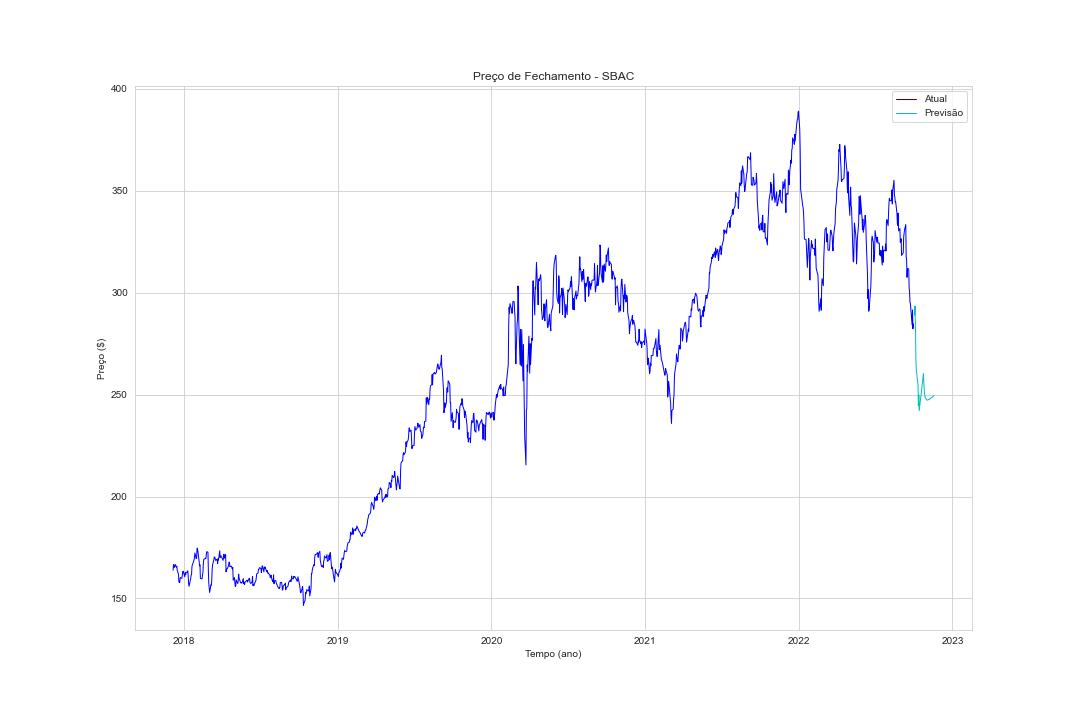 Preço de Fechamento - SBAC
Atual
Previsão
400
350
300
250
200
150
Preço ($)
2018
2019
2020
2021
2022
2023
Tempo (ano)